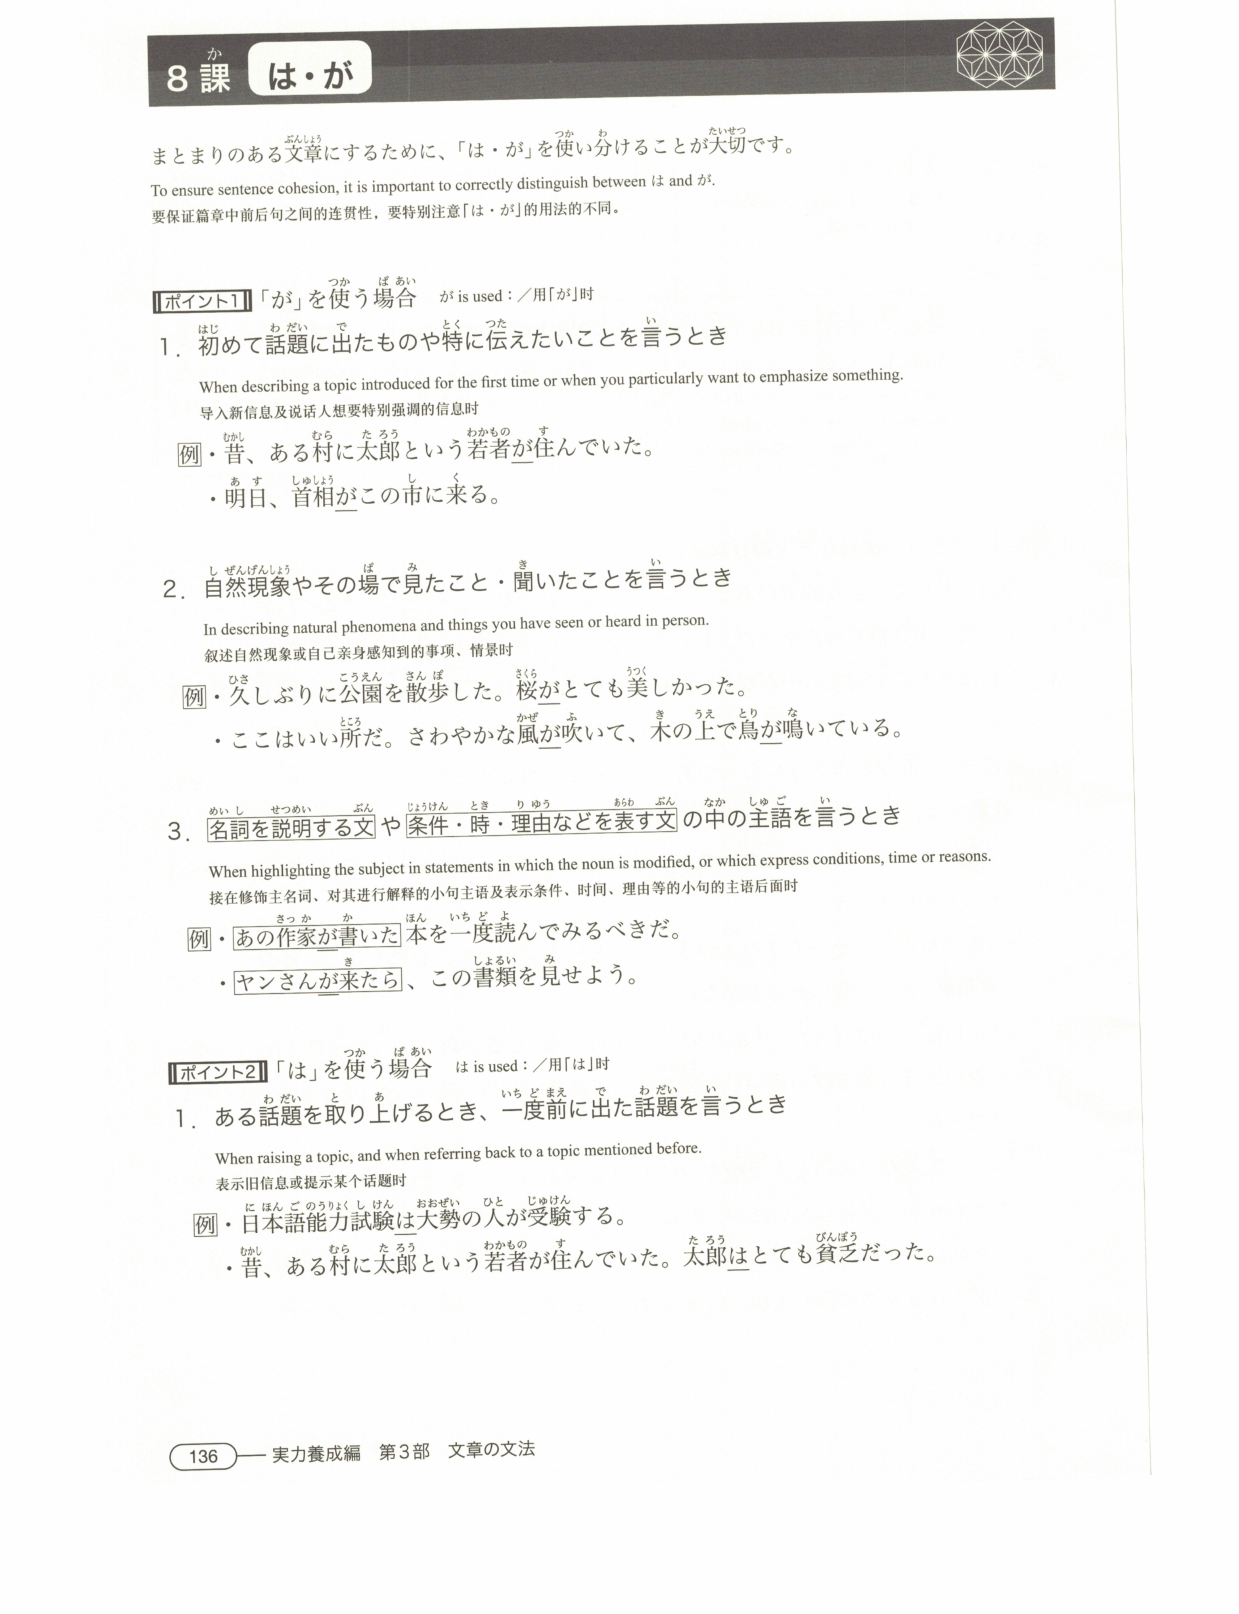 8課 は・が
まとまりのある文章にするために、「は・が」を使い分けることが大切です。
To ensure sentence cohesion, it is important to correctly distinguish between は and が.
要保证篇章中前后句之间的连贯性，要特别注意「は・が」的用法的不同。
ポイント1 「が」を使う場合 が is used：／用「が」时
1. 初めて話題に出たものや特に伝えたいことを言うとき
When describing a topic introduced for the first time or when you particularly want to emphasize something.
导入新信息及说话人想要特别强调的信息时
例・昔、ある村に太郎という若者が住んでいた。
・明日、首相がこの市に来る。
2. 自然現象やその場で見たこと・聞いたことを言うとき
In describing natural phenomena and things you have seen or heard in person.
叙述自然现象或自己亲身感知到的事项、情景时
例・久しぶりに公園を散歩した。桜がとても美しかった。
・ここはいい所だ。さわやかな風が吹いて、木の上で鳥が鳴いている。
3. 名詞を説明する文や条件・時・理由などを表す文の中の主語を言うとき
When highlighting the subject in statements in which the noun is modified, or which express conditions, time or reasons.
接在修饰主名词、对其进行解释的小句主语及表示条件、时间、理由等的小句的主语后面时
例・あの作家が書いた本を一度読んでみるべきだ。
・ヤンさんが来たら、この書類を見せよう。
ポイント2 「は」を使う場合 は is used：／用「は」时
1. ある話題を取り上げるとき、一度前に出た話題を言うとき
When raising a topic, and when referring back to a topic mentioned before.
表示旧信息或提示某个话题时
例・日本語能力試験は大勢の人が受験する。
・昔、ある村に太郎という若者が住んでいた。太郎はとても貧乏だった。
136 実力養成編 第3部 文章の文法